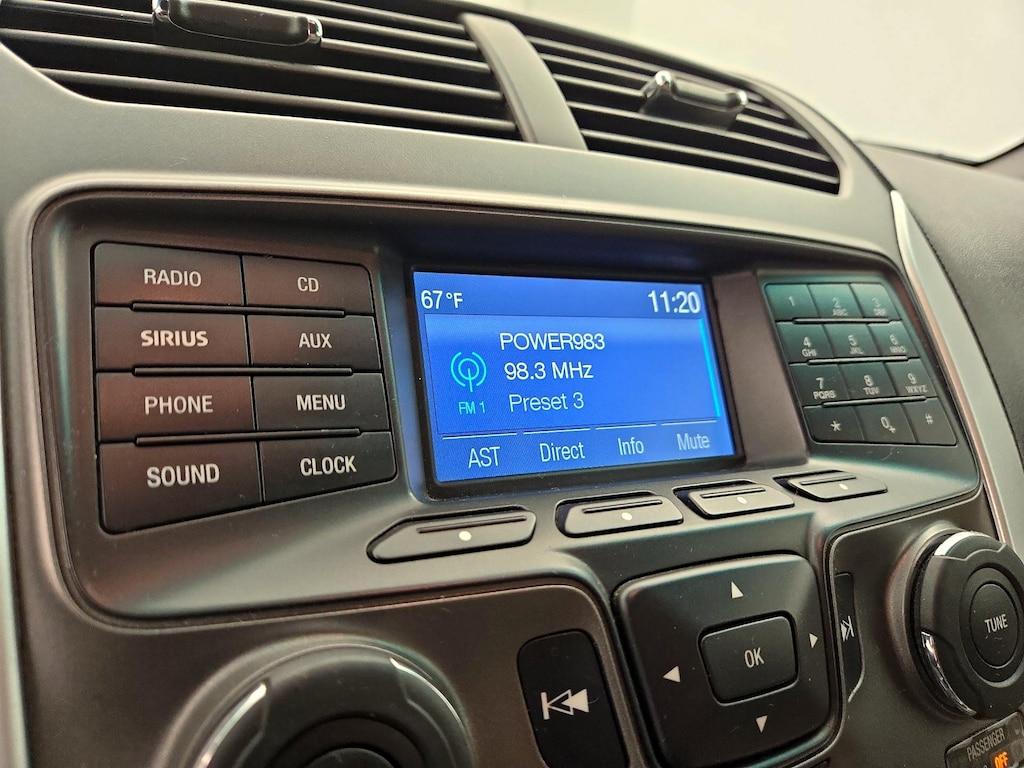 RADIO CD
SIRIUS AUX
PHONE MENU
SOUND CLOCK
67°F 11:20
POWER983
98.3 MHz
FM 1 Preset 3
AST Direct Info Mute
1 2 ABC 3 DEF
4 GHI 5 JKL 6 MNO
7 PQRS 8 TUV 9 WXYZ
* 0+ #
OK
TUNE
PASSENGER
OFF